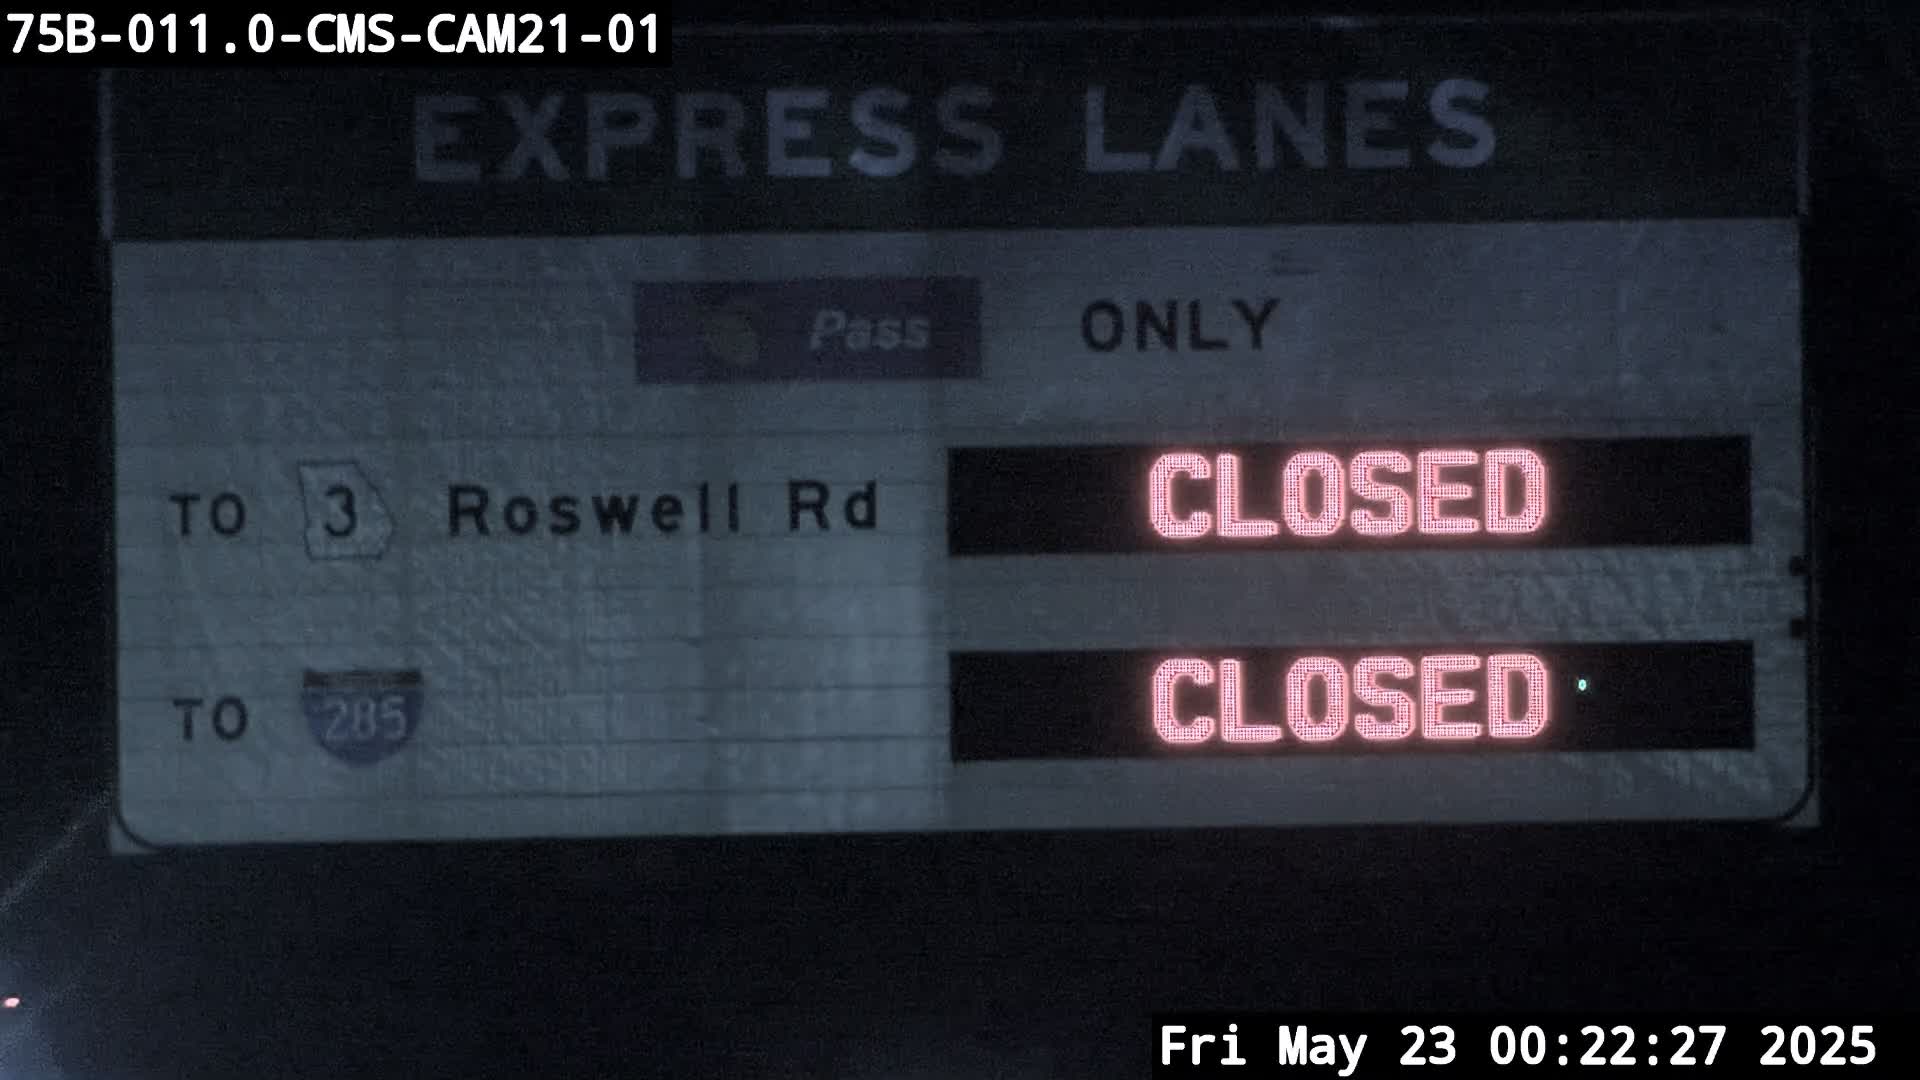 75B-011.0-CMS-CAM21-01
EXPRESS LANES
Pass ONLY
TO 3 Roswell Rd CLOSED
TO 285 CLOSED
Fri May 23 00:22:27 2025